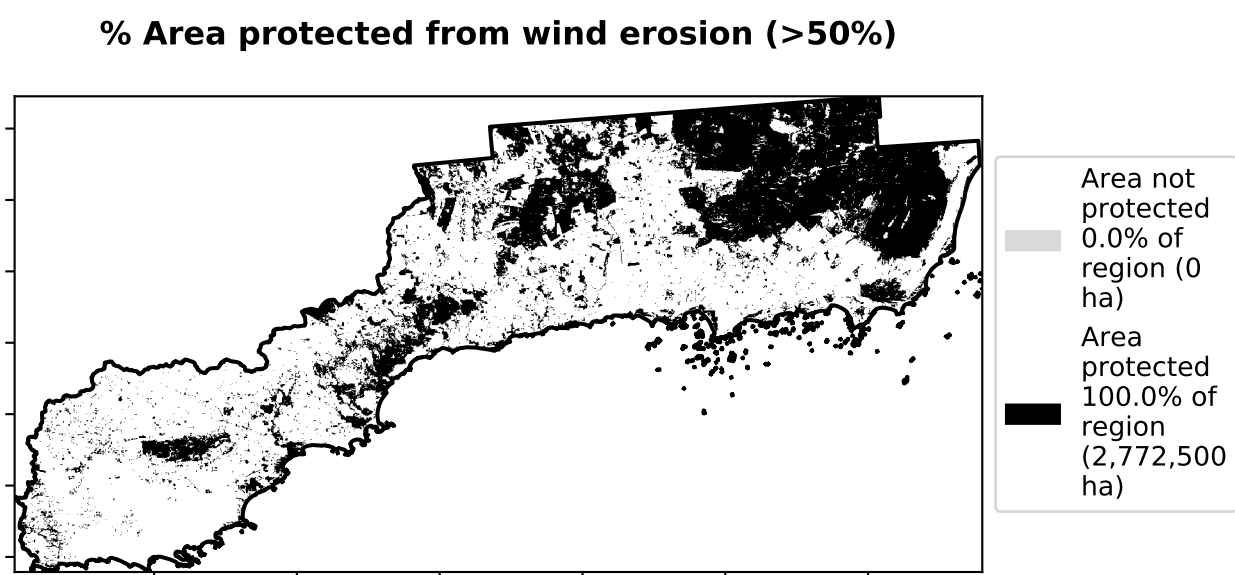 % Area protected from wind erosion (>50%)
Area not
protected
0.0% of
region (0
ha)
Area
protected
100.0% of
region
(2,772,500
ha)